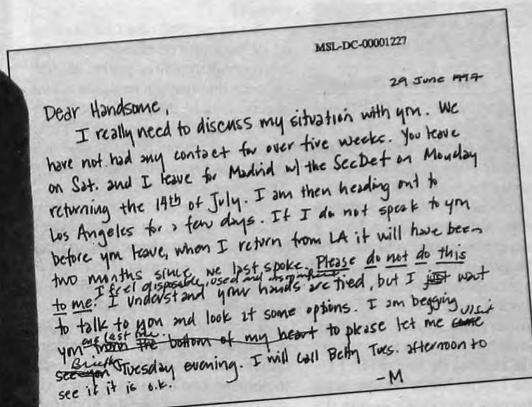 MSL-DC-00001227
29 June 1997
Dear Handsome,
I really need to discuss my situation with you. We
have not had any contact for over five weeks. You leave
on Sat. and I leave for Madrid w/ the SecDef on Monday
returning the 14th of July. I am then heading out to
Los Angeles for a few days. If I do not speak to you
before you leave, when I return from LA it will have been
two months since we last spoke. Please do not do this
I feel disposable, used and insignificant.
to me. I understand your hands are tied, but I just want
to talk to you and look at some options. I am begging
you one last time from the bottom of my heart to please let me come visit
see you Briefly Tuesday evening. I will call Betty Tues. afternoon to
see if it is o.k.
-M